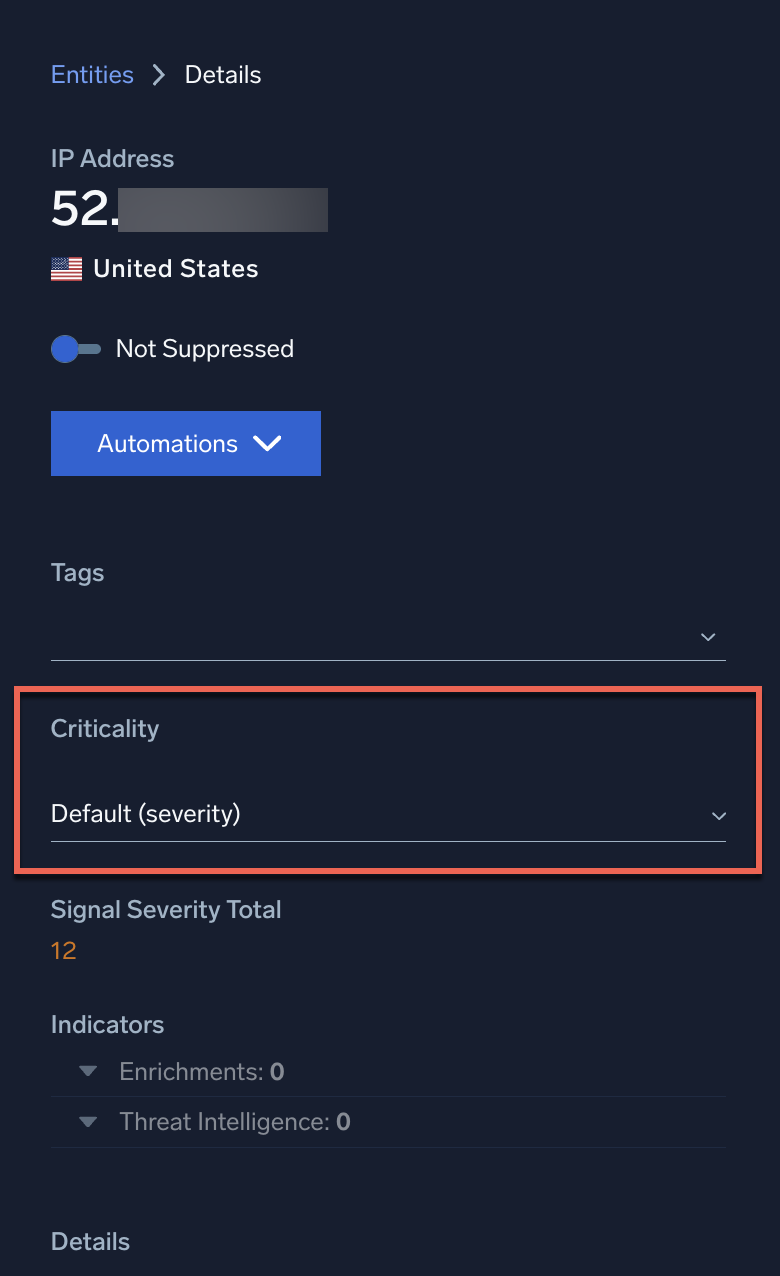 Entities > Details
IP Address
52.
United States
Not Suppressed
Automations
Tags
Criticality
Default (severity)
Signal Severity Total
12
Indicators
Enrichments: 0
Threat Intelligence: 0
Details